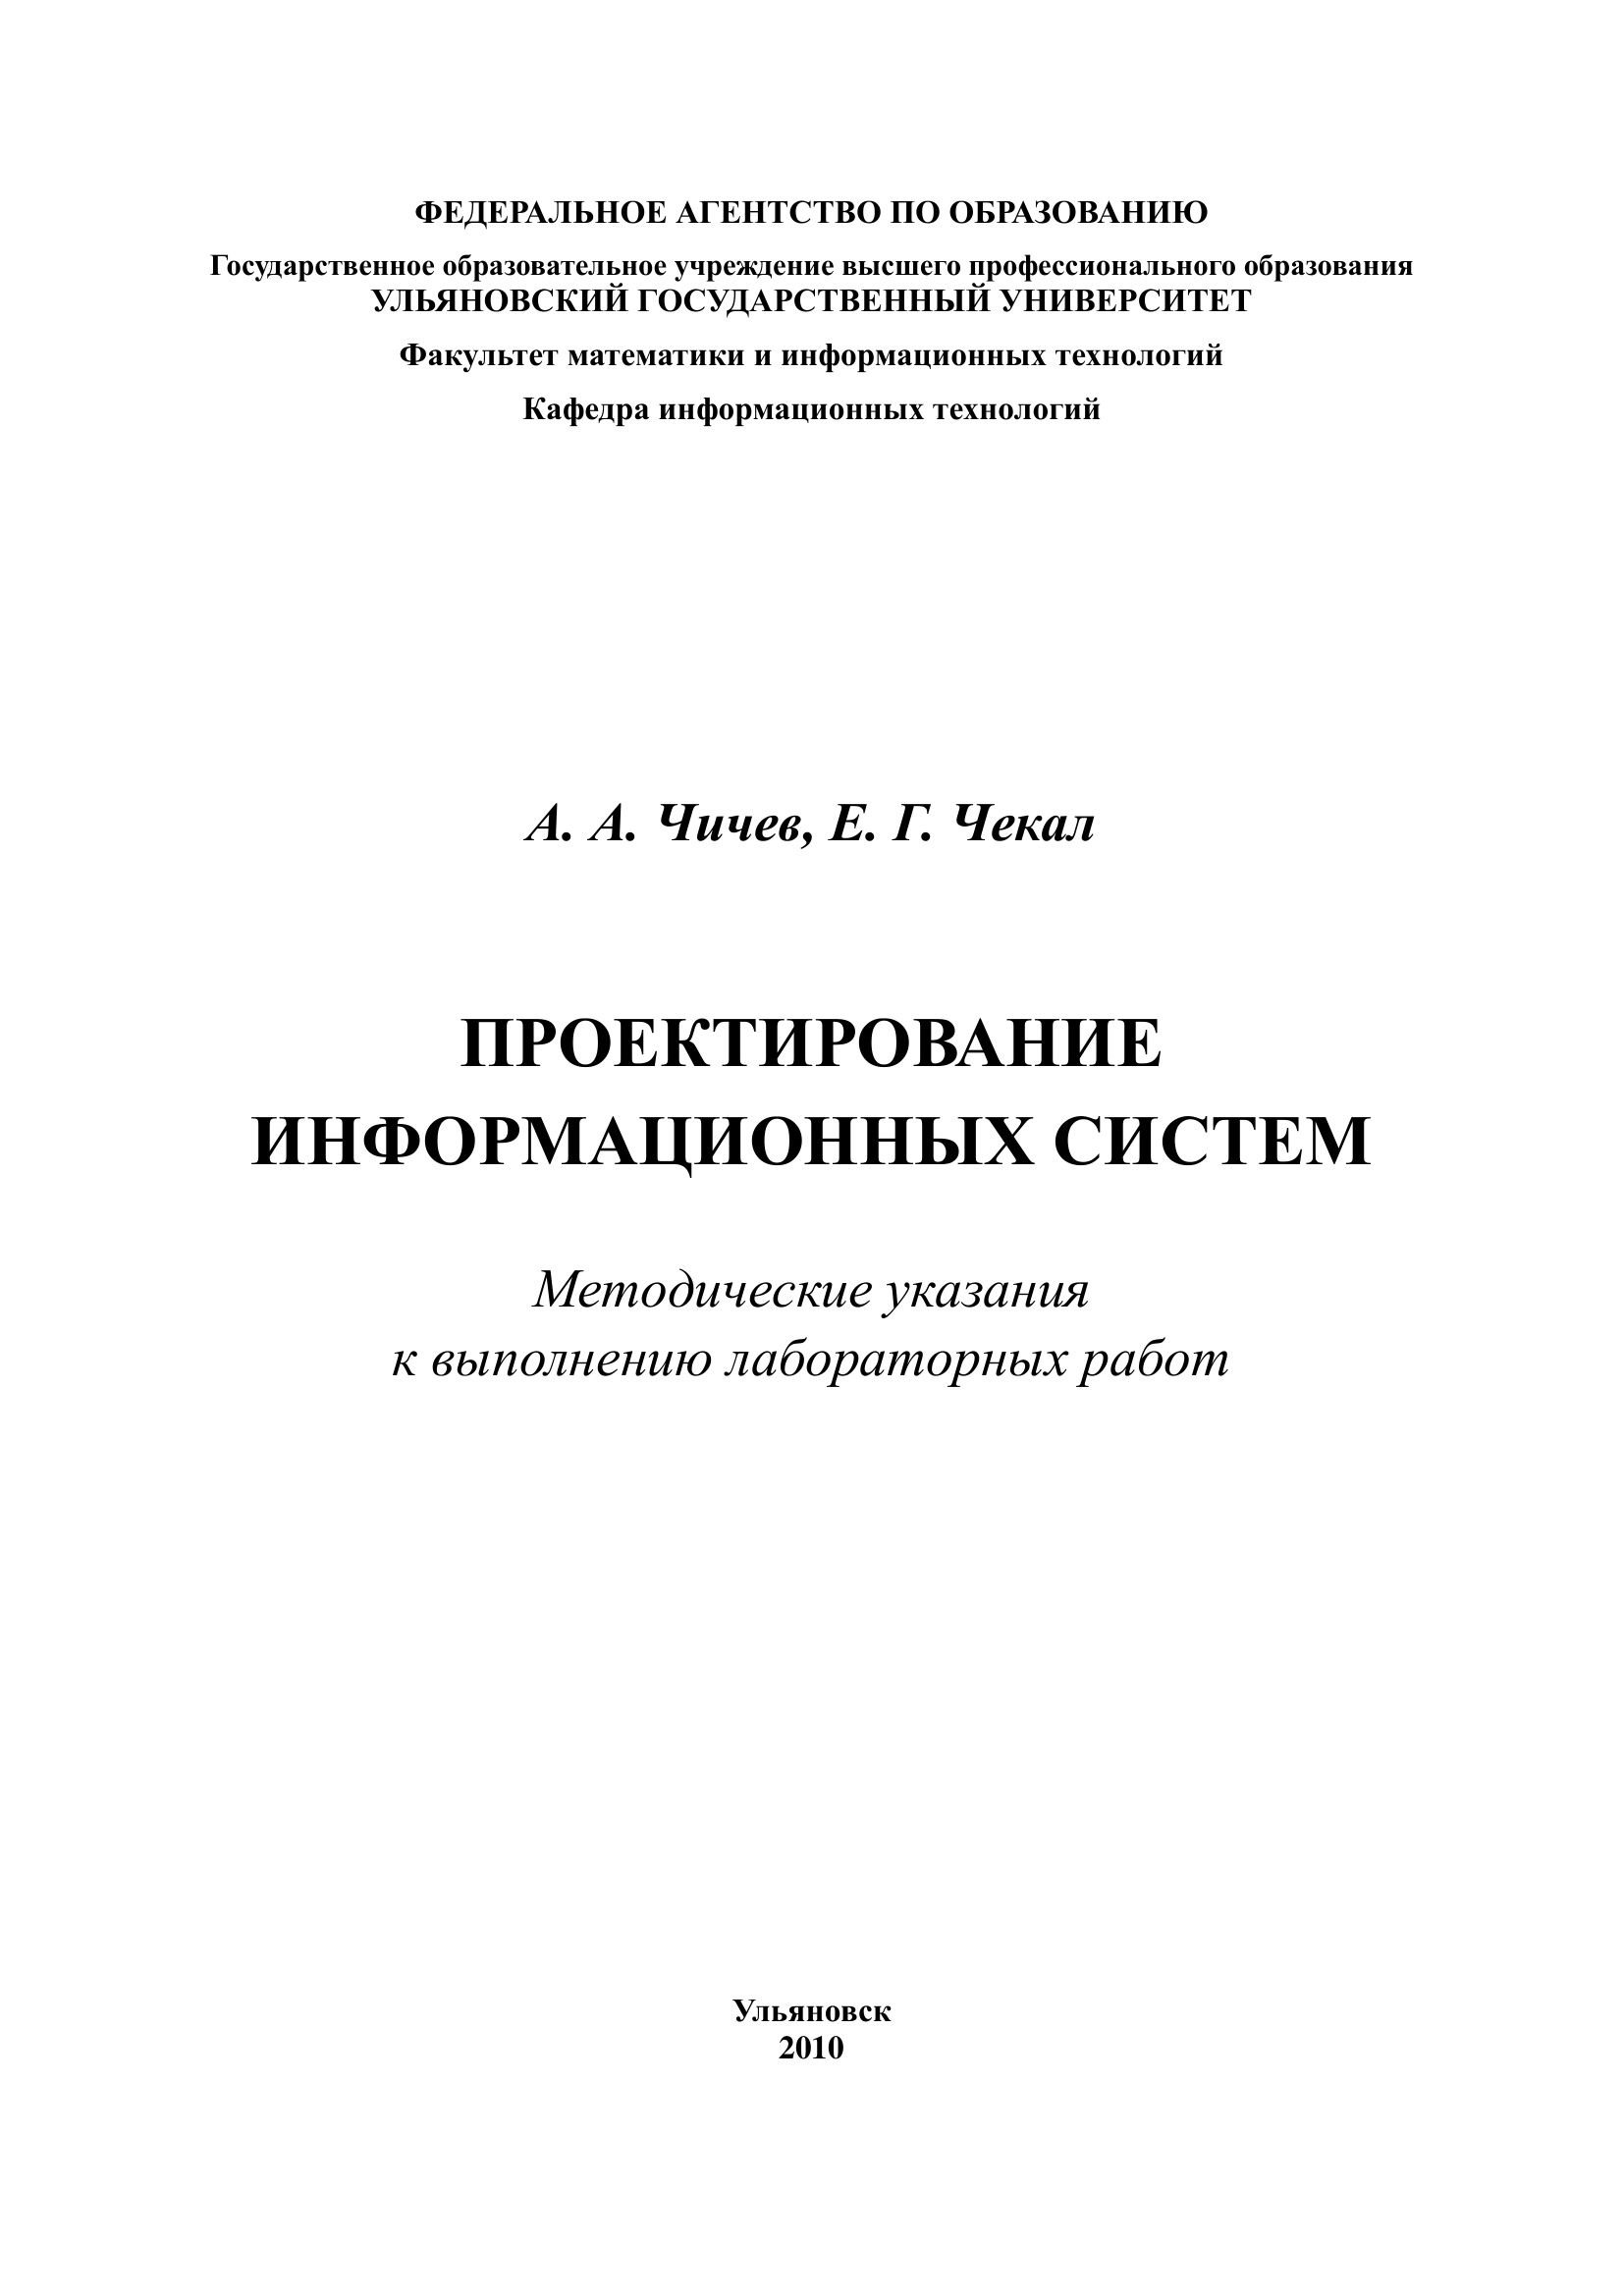 ФЕДЕРАЛЬНОЕ АГЕНТСТВО ПО ОБРАЗОВАНИЮ
Государственное образовательное учреждение высшего профессионального образования
УЛЬЯНОВСКИЙ ГОСУДАРСТВЕННЫЙ УНИВЕРСИТЕТ
Факультет математики и информационных технологий
Кафедра информационных технологий
А. А. Чичев, Е. Г. Чекал
ПРОЕКТИРОВАНИЕ
ИНФОРМАЦИОННЫХ СИСТЕМ
Методические указания
к выполнению лабораторных работ
Ульяновск
2010